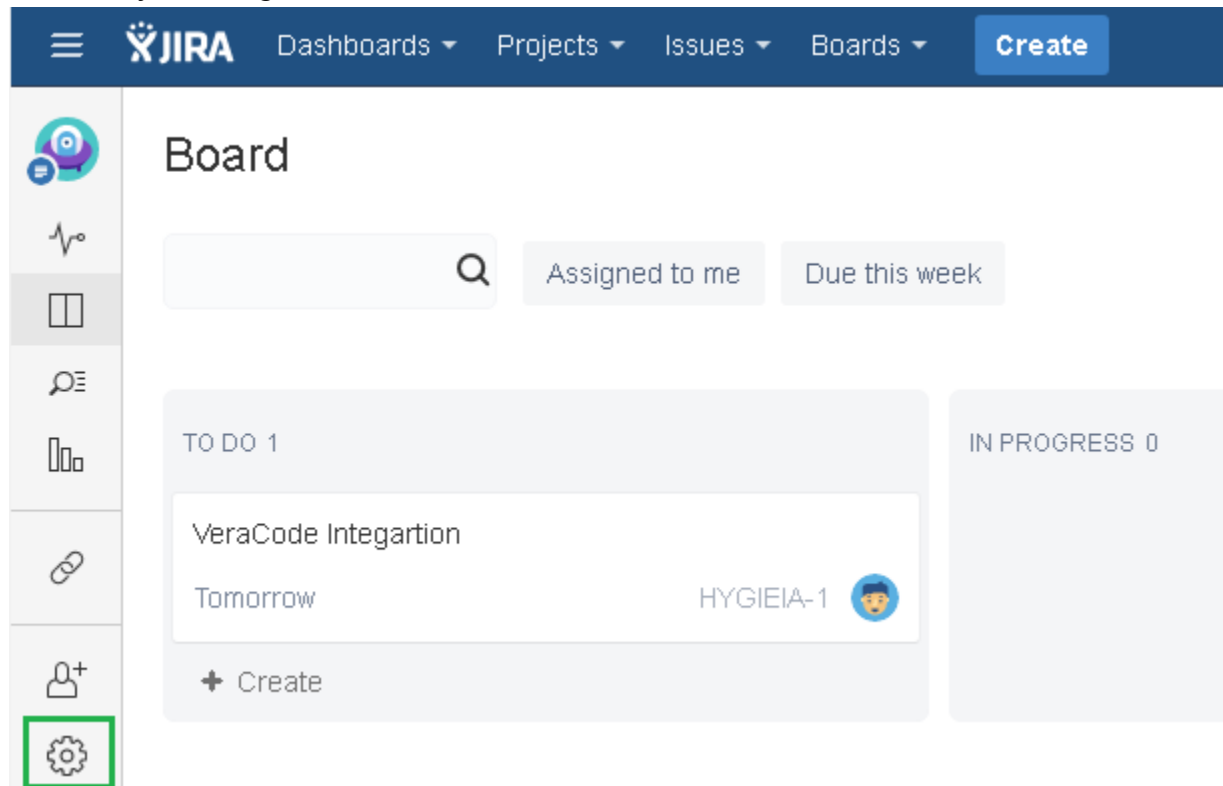 JIRA Dashboards Projects Issues Boards Create
Board
Assigned to me Due this week
TO DO 1 IN PROGRESS 0
VeraCode Integartion
Tomorrow HYGIEIA-1
+ Create